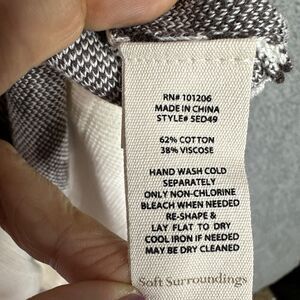 RN# 101206
MADE IN CHINA
STYLE# 5ED49
62% COTTON
38% VISCOSE
HAND WASH COLD
SEPARATELY
ONLY NON-CHLORINE
BLEACH WHEN NEEDED
RE-SHAPE &
LAY FLAT TO DRY
COOL IRON IF NEEDED
MAY BE DRY CLEANED
Soft Surroundings